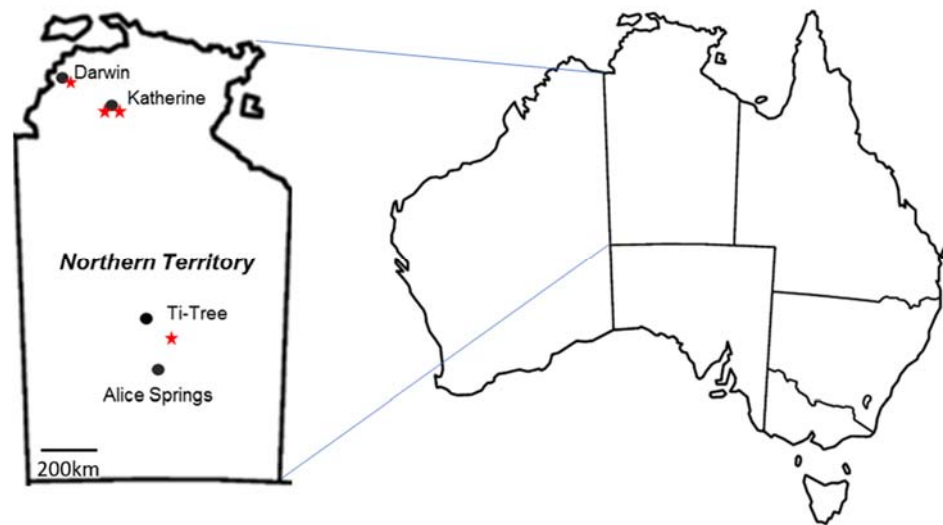 Darwin
Katherine
Northern Territory
Ti-Tree
Alice Springs
200km